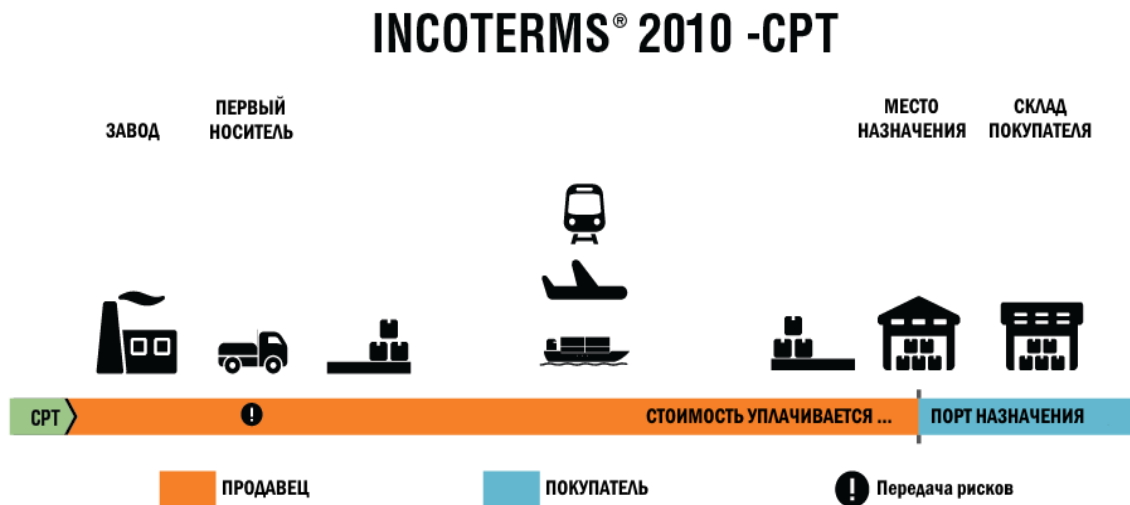 INCOTERMS® 2010 -CPT
ЗАВОД
ПЕРВЫЙ
НОСИТЕЛЬ
МЕСТО
НАЗНАЧЕНИЯ
СКЛАД
ПОКУПАТЕЛЯ
CPT
!
СТОИМОСТЬ УПЛАЧИВАЕТСЯ ...
ПОРТ НАЗНАЧЕНИЯ
ПРОДАВЕЦ
ПОКУПАТЕЛЬ
! Передача рисков